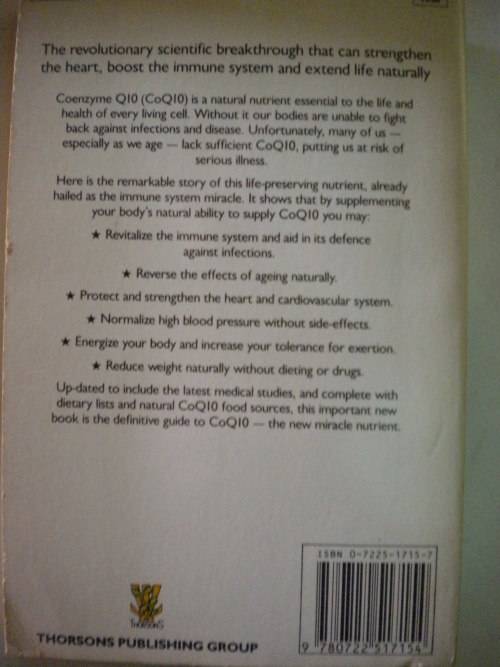 The revolutionary scientific breakthrough that can strengthen
the heart, boost the immune system and extend life naturally
Coenzyme Q10 (CoQ10) is a natural nutrient essential to the life and
health of every living cell. Without it our bodies are unable to fight
back against infections and disease. Unfortunately, many of us —
especially as we age — lack sufficient CoQ10, putting us at risk of
serious illness.
Here is the remarkable story of this life-preserving nutrient, already
hailed as the immune system miracle. It shows that by supplementing
your body's natural ability to supply CoQ10 you may:
★ Revitalize the immune system and aid in its defence
against infections.
★ Reverse the effects of ageing naturally.
★ Protect and strengthen the heart and cardiovascular system.
★ Normalize high blood pressure without side-effects.
★ Energize your body and increase your tolerance for exertion.
★ Reduce weight naturally without dieting or drugs.
Up-dated to include the latest medical studies, and complete with
dietary lists and natural CoQ10 food sources, this important new
book is the definitive guide to CoQ10 — the new miracle nutrient.
ISBN 0-7225-1715-7
9 780722 517154
THORSONS
THORSONS PUBLISHING GROUP